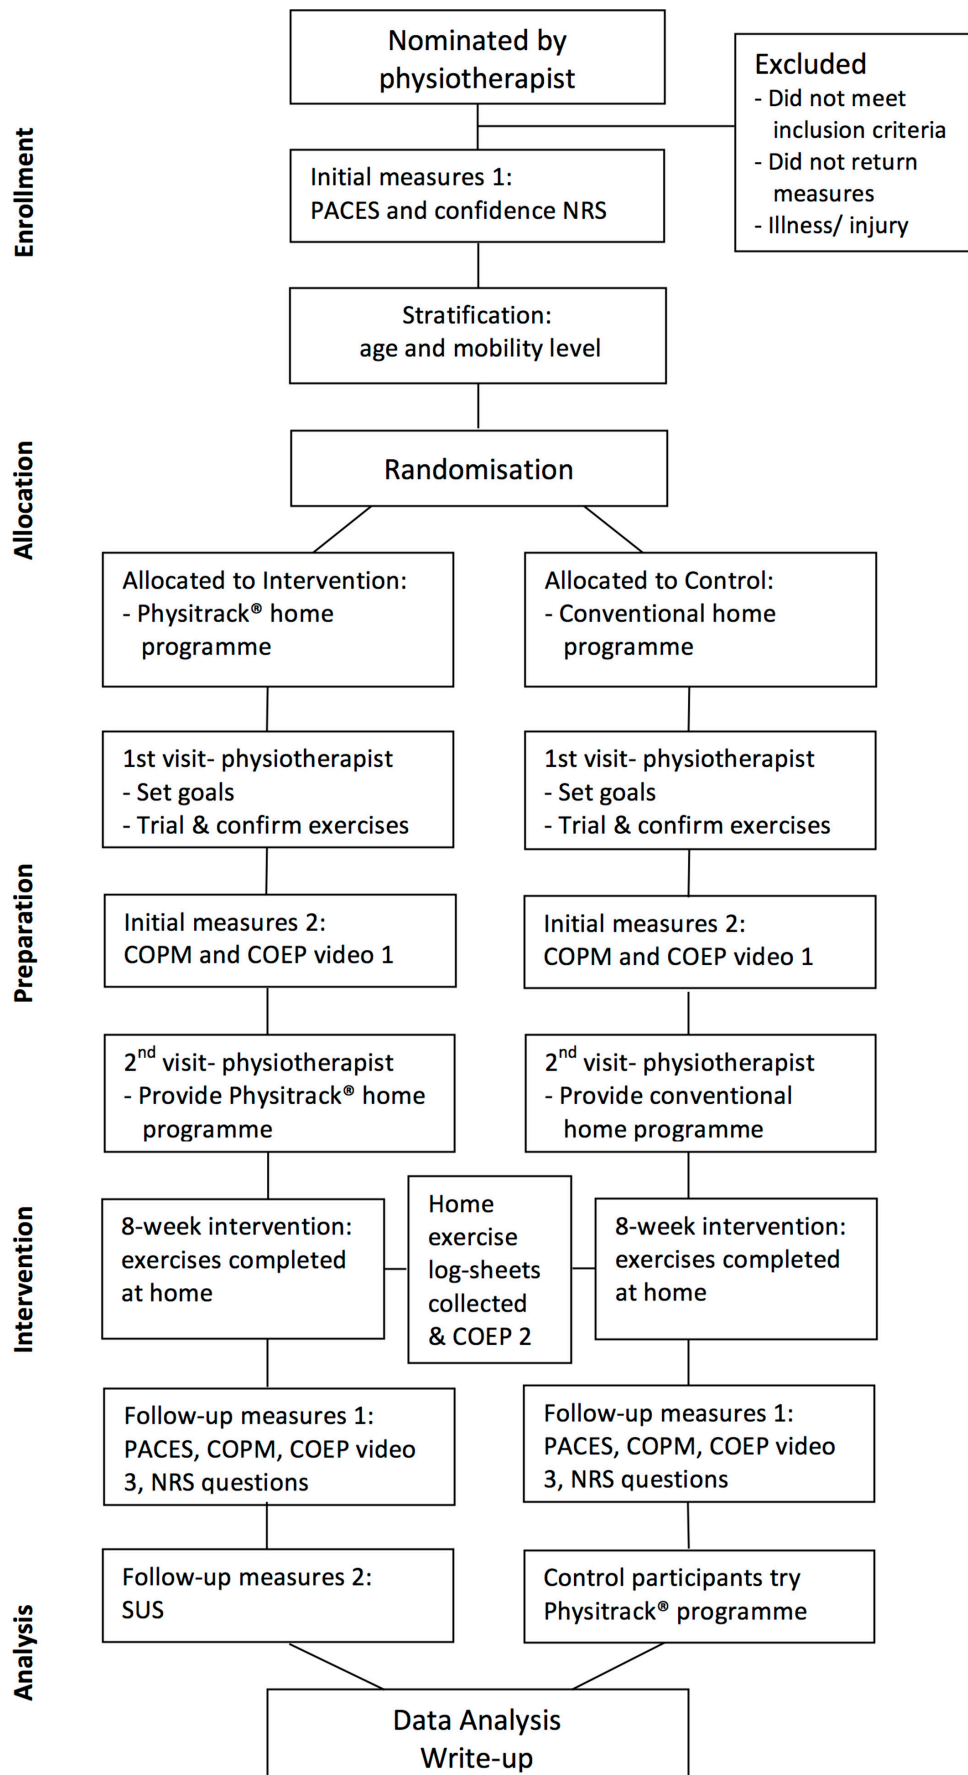 Nominated by
physiotherapist
Excluded
- Did not meet
inclusion criteria
- Did not return
measures
- Illness/ injury
Enrollment
Initial measures 1:
PACES and confidence NRS
Stratification:
age and mobility level
Allocation
Randomisation
Allocated to Intervention:
- Physitrack® home
programme
Allocated to Control:
- Conventional home
programme
1st visit- physiotherapist
- Set goals
- Trial & confirm exercises
1st visit- physiotherapist
- Set goals
- Trial & confirm exercises
Preparation
Initial measures 2:
COPM and COEP video 1
Initial measures 2:
COPM and COEP video 1
2nd visit- physiotherapist
- Provide Physitrack® home
programme
2nd visit- physiotherapist
- Provide conventional
home programme
Intervention
8-week intervention:
exercises completed
at home
Home
exercise
log-sheets
collected
& COEP 2
8-week intervention:
exercises completed
at home
Follow-up measures 1:
PACES, COPM, COEP video
3, NRS questions
Follow-up measures 1:
PACES, COPM, COEP video
3, NRS questions
Analysis
Follow-up measures 2:
SUS
Control participants try
Physitrack® programme
Data Analysis
Write-up